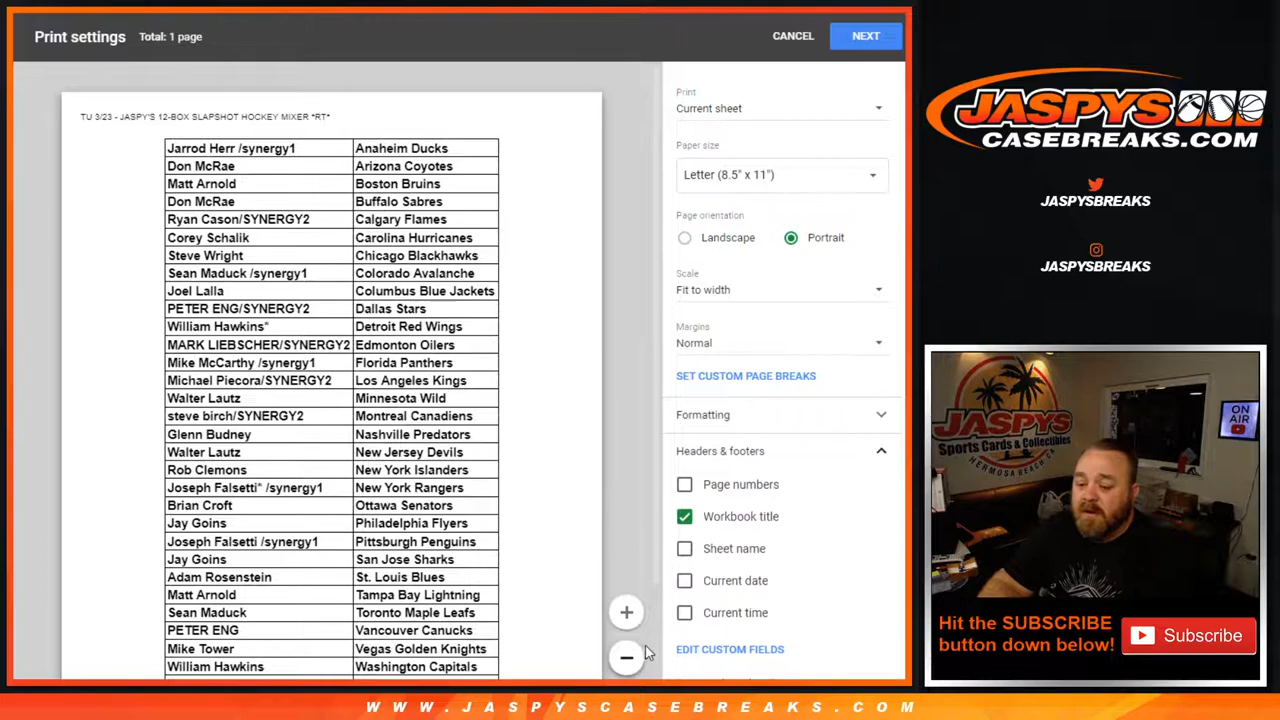 Print settings Total: 1 page CANCEL NEXT
TU 3/23 - JASPY'S 12-BOX SLAPSHOT HOCKEY MIXER *RT*
Jarrod Herr /synergy1 Anaheim Ducks
Don McRae Arizona Coyotes
Matt Arnold Boston Bruins
Don McRae Buffalo Sabres
Ryan Cason/SYNERGY2 Calgary Flames
Corey Schalik Carolina Hurricanes
Steve Wright Chicago Blackhawks
Sean Maduck /synergy1 Colorado Avalanche
Joel Lalla Columbus Blue Jackets
PETER ENG/SYNERGY2 Dallas Stars
William Hawkins* Detroit Red Wings
MARK LIEBSCHER/SYNERGY2 Edmonton Oilers
Mike McCarthy /synergy1 Florida Panthers
Michael Piecora/SYNERGY2 Los Angeles Kings
Walter Lautz Minnesota Wild
steve birch/SYNERGY2 Montreal Canadiens
Glenn Budney Nashville Predators
Walter Lautz New Jersey Devils
Rob Clemons New York Islanders
Joseph Falsetti* /synergy1 New York Rangers
Brian Croft Ottawa Senators
Jay Goins Philadelphia Flyers
Joseph Falsetti /synergy1 Pittsburgh Penguins
Jay Goins San Jose Sharks
Adam Rosenstein St. Louis Blues
Matt Arnold Tampa Bay Lightning
Sean Maduck Toronto Maple Leafs
PETER ENG Vancouver Canucks
Mike Tower Vegas Golden Knights
William Hawkins Washington Capitals
Print
Current sheet
Paper size
Letter (8.5" x 11")
Page orientation
Landscape Portrait
Scale
Fit to width
Margins
Normal
SET CUSTOM PAGE BREAKS
Formatting
Headers & footers
Page numbers
Workbook title
Sheet name
Current date
Current time
EDIT CUSTOM FIELDS
JASPYS
CASEBREAKS.COM
JASPYSBREAKS
JASPYSBREAKS
JASPYS
Sports Cards & Collectibles
HERMOSA BEACH CA
ON
AIR
Hit the SUBSCRIBE
button down below!
Subscribe
WWW.JASPYSCASEBREAKS.COM